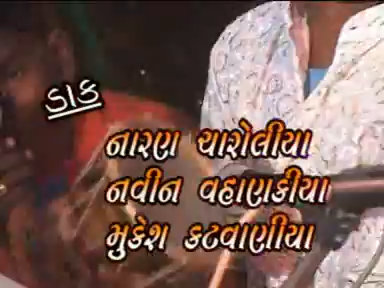 ડાક
નારણ ચારોલીયા
નવીન વહાણકીયા
મુકેશ કટવાણીયા